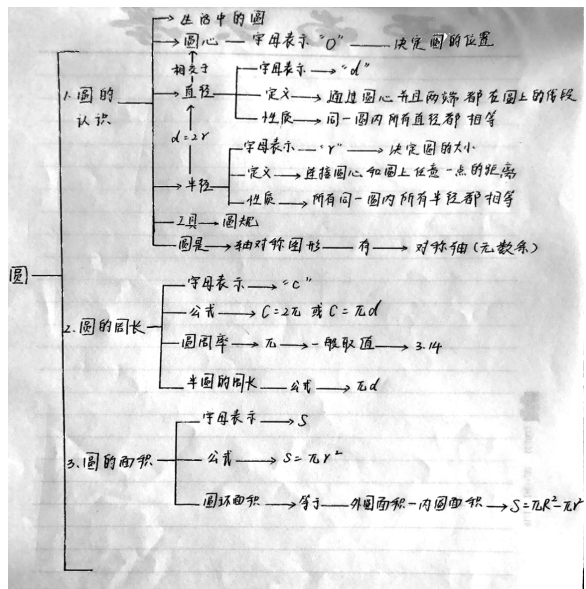 圆
1.圆的认识
生活中的圆
圆心 — 字母表示"O" — 决定圆的位置
相交于
直径
字母表示 → "d"
定义 → 通过圆心并且两端都在圆上的线段
性质 → 同一圆内所有直径都相等
d=2r
半径
字母表示 — "r" → 决定圆的大小
定义 → 连接圆心和圆上任意一点的距离
性质 → 所有同一圆内所有半径都相等
工具 → 圆规
圆是 → 轴对称图形 — 有 → 对称轴(无数条)
2.圆的周长
字母表示 → "C"
公式 → C=2π 或 C=πd
圆周率 → π → 一般取值 → 3.14
半圆的周长 — 公式 → πd
3.圆的面积
字母表示 → S
公式 → S=πr²
圆环面积 → 等于 — 外圆面积-内圆面积 → S=πR²-πr²